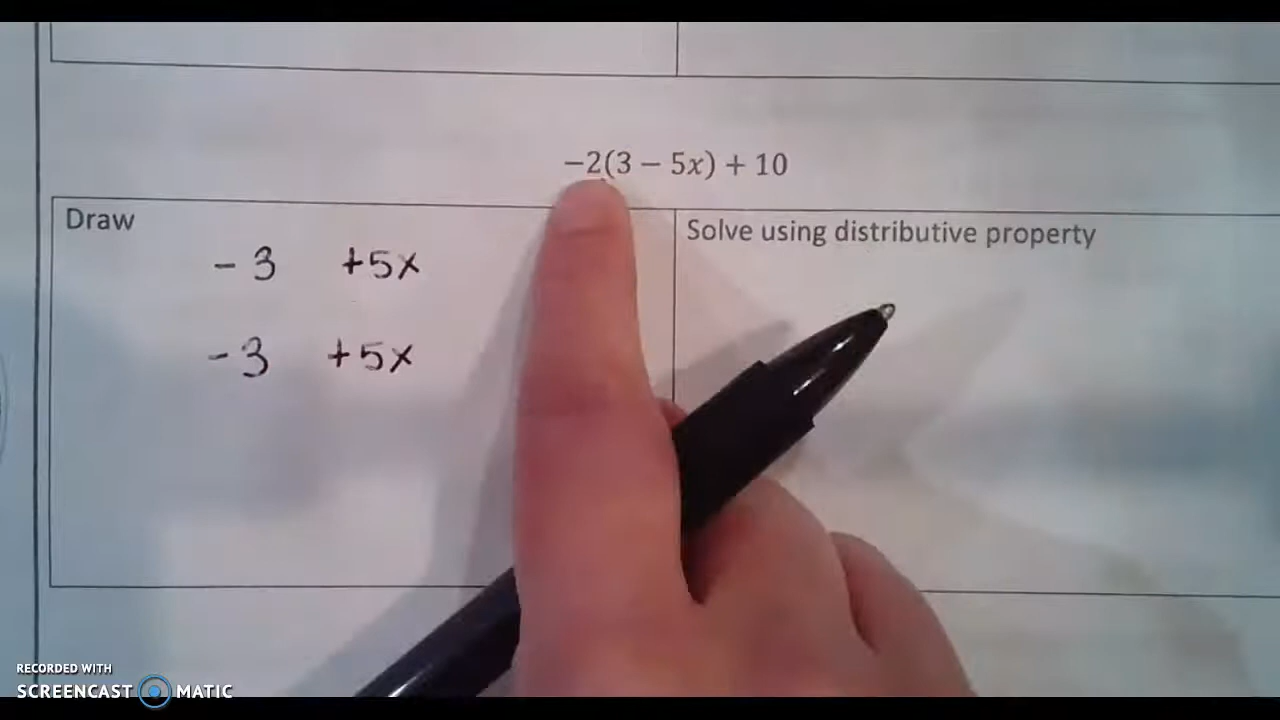 −2(3 − 5x) + 10
Draw
Solve using distributive property
- 3 +5x
- 3 +5x
RECORDED WITH
SCREENCAST MATIC